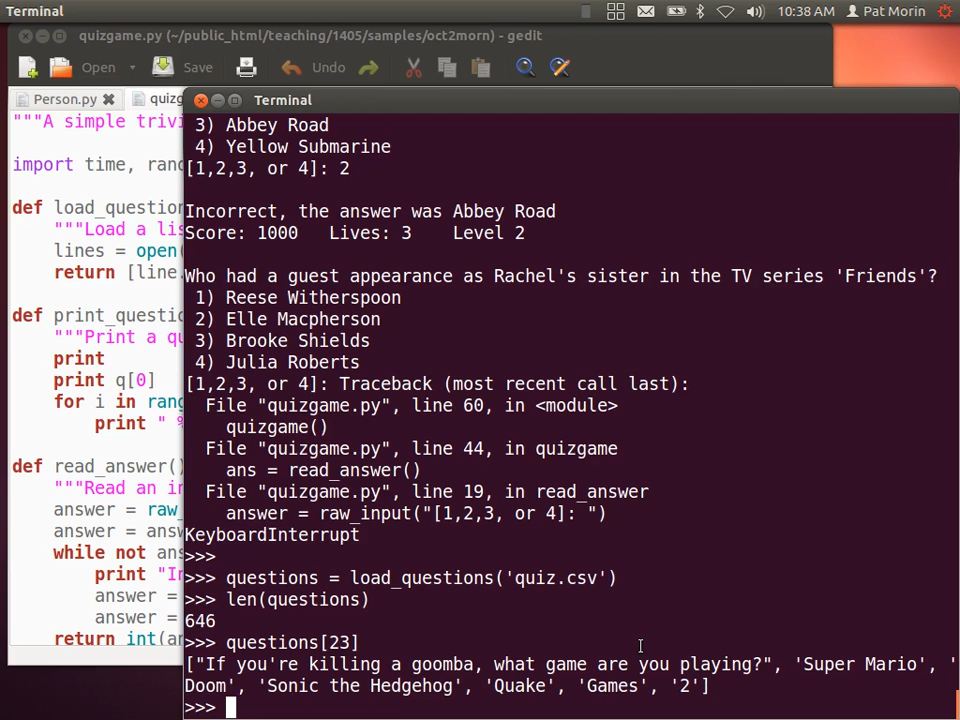 Terminal
10:38 AM
Pat Morin
quizgame.py (~/public_html/teaching/1405/samples/oct2morn) - gedit
Open
Save
Undo
Person.py
quizg
Terminal
"""A simple trivi
import time, rand
def load_question
"""Load a lis
lines = open(
return [line.
def print_questio
"""Print a qu
print
print q[0]
for i in rang
print " %
def read_answer()
"""Read an in
answer = raw_
answer = answ
while not ans
print "In
answer =
answer =
return int(an
3) Abbey Road
4) Yellow Submarine
[1,2,3, or 4]: 2
Incorrect, the answer was Abbey Road
Score: 1000 Lives: 3 Level 2
Who had a guest appearance as Rachel's sister in the TV series 'Friends'?
1) Reese Witherspoon
2) Elle Macpherson
3) Brooke Shields
4) Julia Roberts
[1,2,3, or 4]: Traceback (most recent call last):
File "quizgame.py", line 60, in <module>
quizgame()
File "quizgame.py", line 44, in quizgame
ans = read_answer()
File "quizgame.py", line 19, in read_answer
answer = raw_input("[1,2,3, or 4]: ")
KeyboardInterrupt
>>>
>>> questions = load_questions('quiz.csv')
>>> len(questions)
646
>>> questions[23]
["If you're killing a goomba, what game are you playing?", 'Super Mario', '
Doom', 'Sonic the Hedgehog', 'Quake', 'Games', '2']
>>>